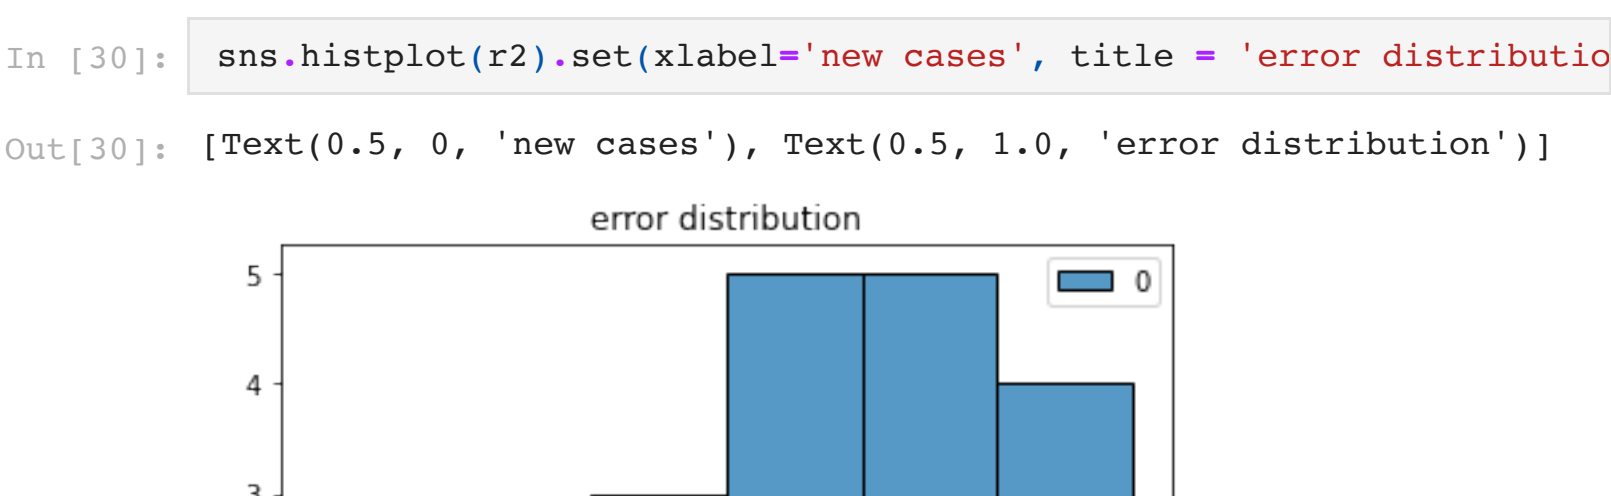 In [30]: sns.histplot(r2).set(xlabel='new cases', title = 'error distributio
Out[30]: [Text(0.5, 0, 'new cases'), Text(0.5, 1.0, 'error distribution')]
error distribution
5
0
4
3